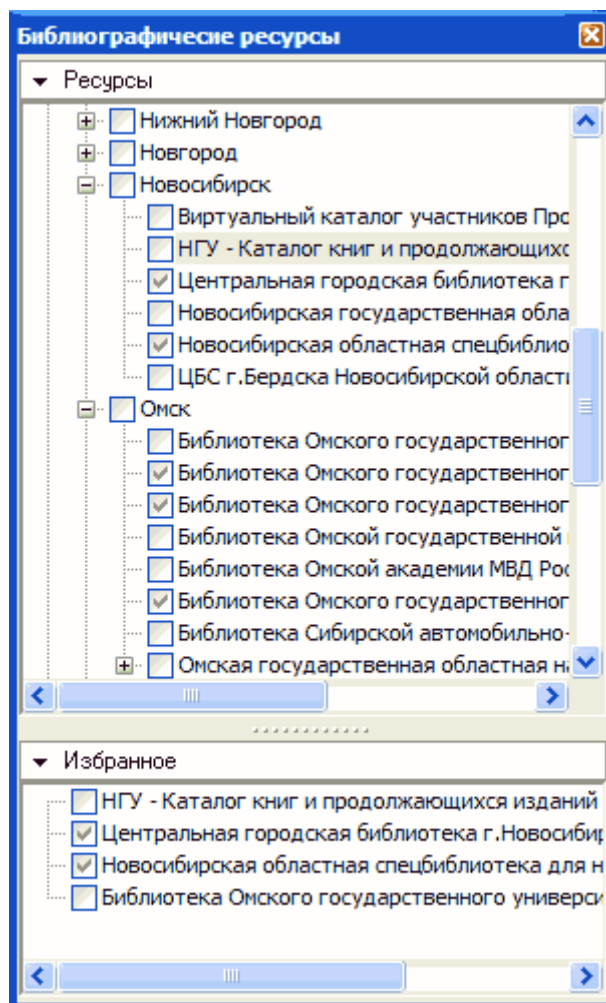 Библиографичесие ресурсы
Ресурсы
Нижний Новгород
Новгород
Новосибирск
Виртуальный каталог участников Про
НГУ - Каталог книг и продолжающихс
Центральная городская библиотека г
Новосибирская государственная обла
Новосибирская областная спецбиблио
ЦБС г.Бердска Новосибирской област
Омск
Библиотека Омского государственног
Библиотека Омского государственног
Библиотека Омского государственног
Библиотека Омской государственной
Библиотека Омской академии МВД Рос
Библиотека Омского государственног
Библиотека Сибирской автомобильно-
Омская государственная областная на
Избранное
НГУ - Каталог книг и продолжающихся изданий
Центральная городская библиотека г.Новосибир
Новосибирская областная спецбиблиотека для н
Библиотека Омского государственного универси